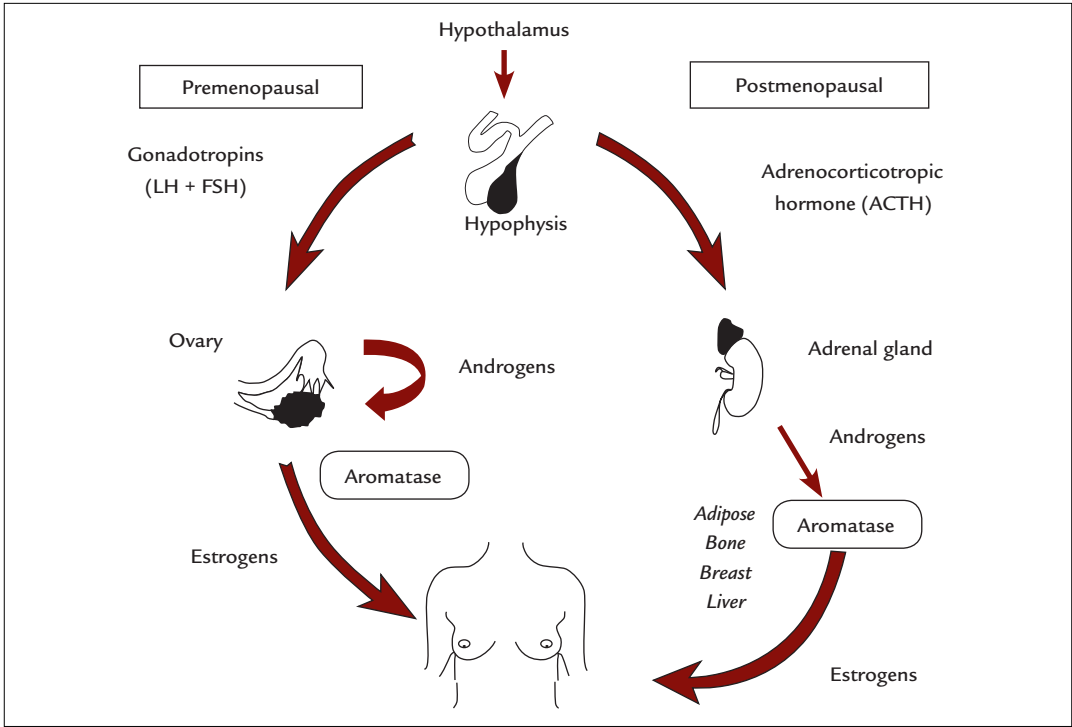 Hypothalamus
Premenopausal
Postmenopausal
Gonadotropins
(LH + FSH)
Adrenocorticotropic
hormone (ACTH)
Hypophysis
Ovary
Androgens
Adrenal gland
Androgens
Aromatase
Adipose
Bone
Breast
Liver
Aromatase
Estrogens
Estrogens